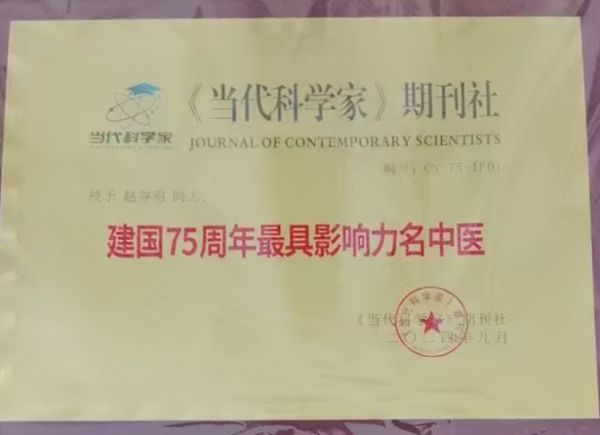 当代科学家
《当代科学家》期刊社
JOURNAL OF CONTEMPORARY SCIENTISTS
编号:CN-75-LF01
授予 赵容明 同志:
建国75周年最具影响力名中医
《当代科学家》期刊社
二〇二四年九月